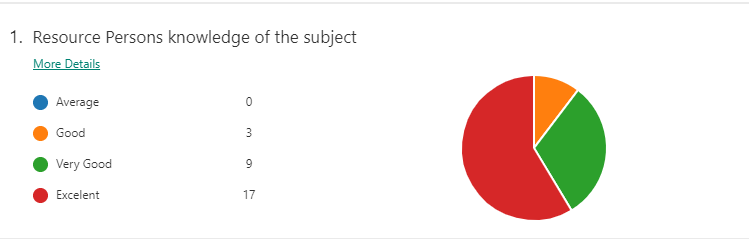 1. Resource Persons knowledge of the subject
More Details
Average 0
Good 3
Very Good 9
Excelent 17